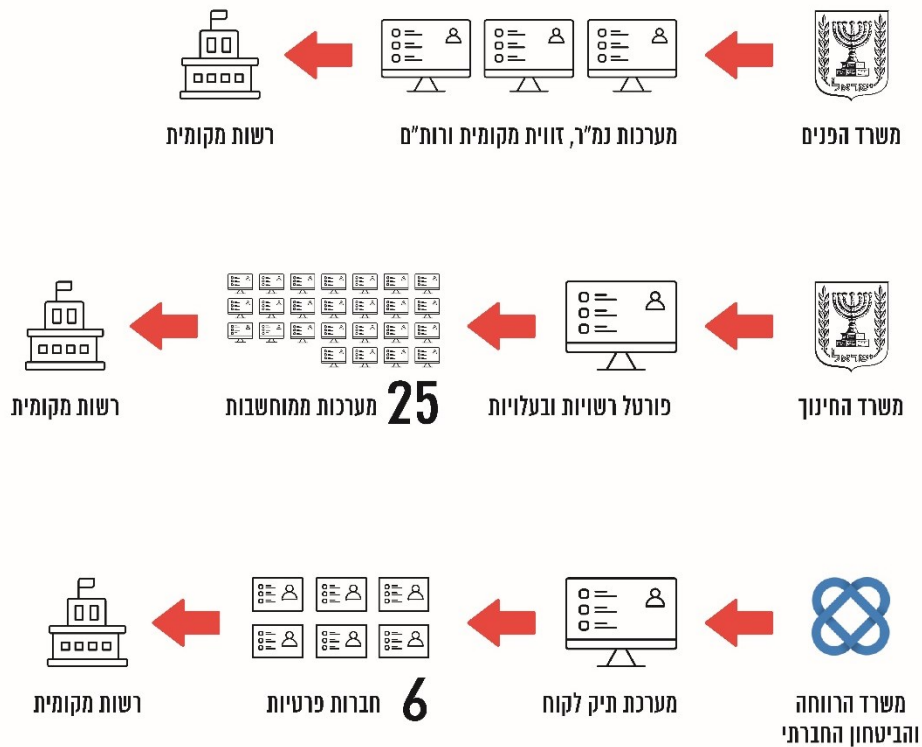 משרד הפנים
מערכות נמ"ר, זווית מקומית ורות"ם
רשות מקומית
משרד החינוך
פורטל רשויות ובעלויות
25 מערכות ממוחשבות
רשות מקומית
משרד הרווחה
והביטחון החברתי
מערכת תיק לקוח
6 חברות פרטיות
רשות מקומית